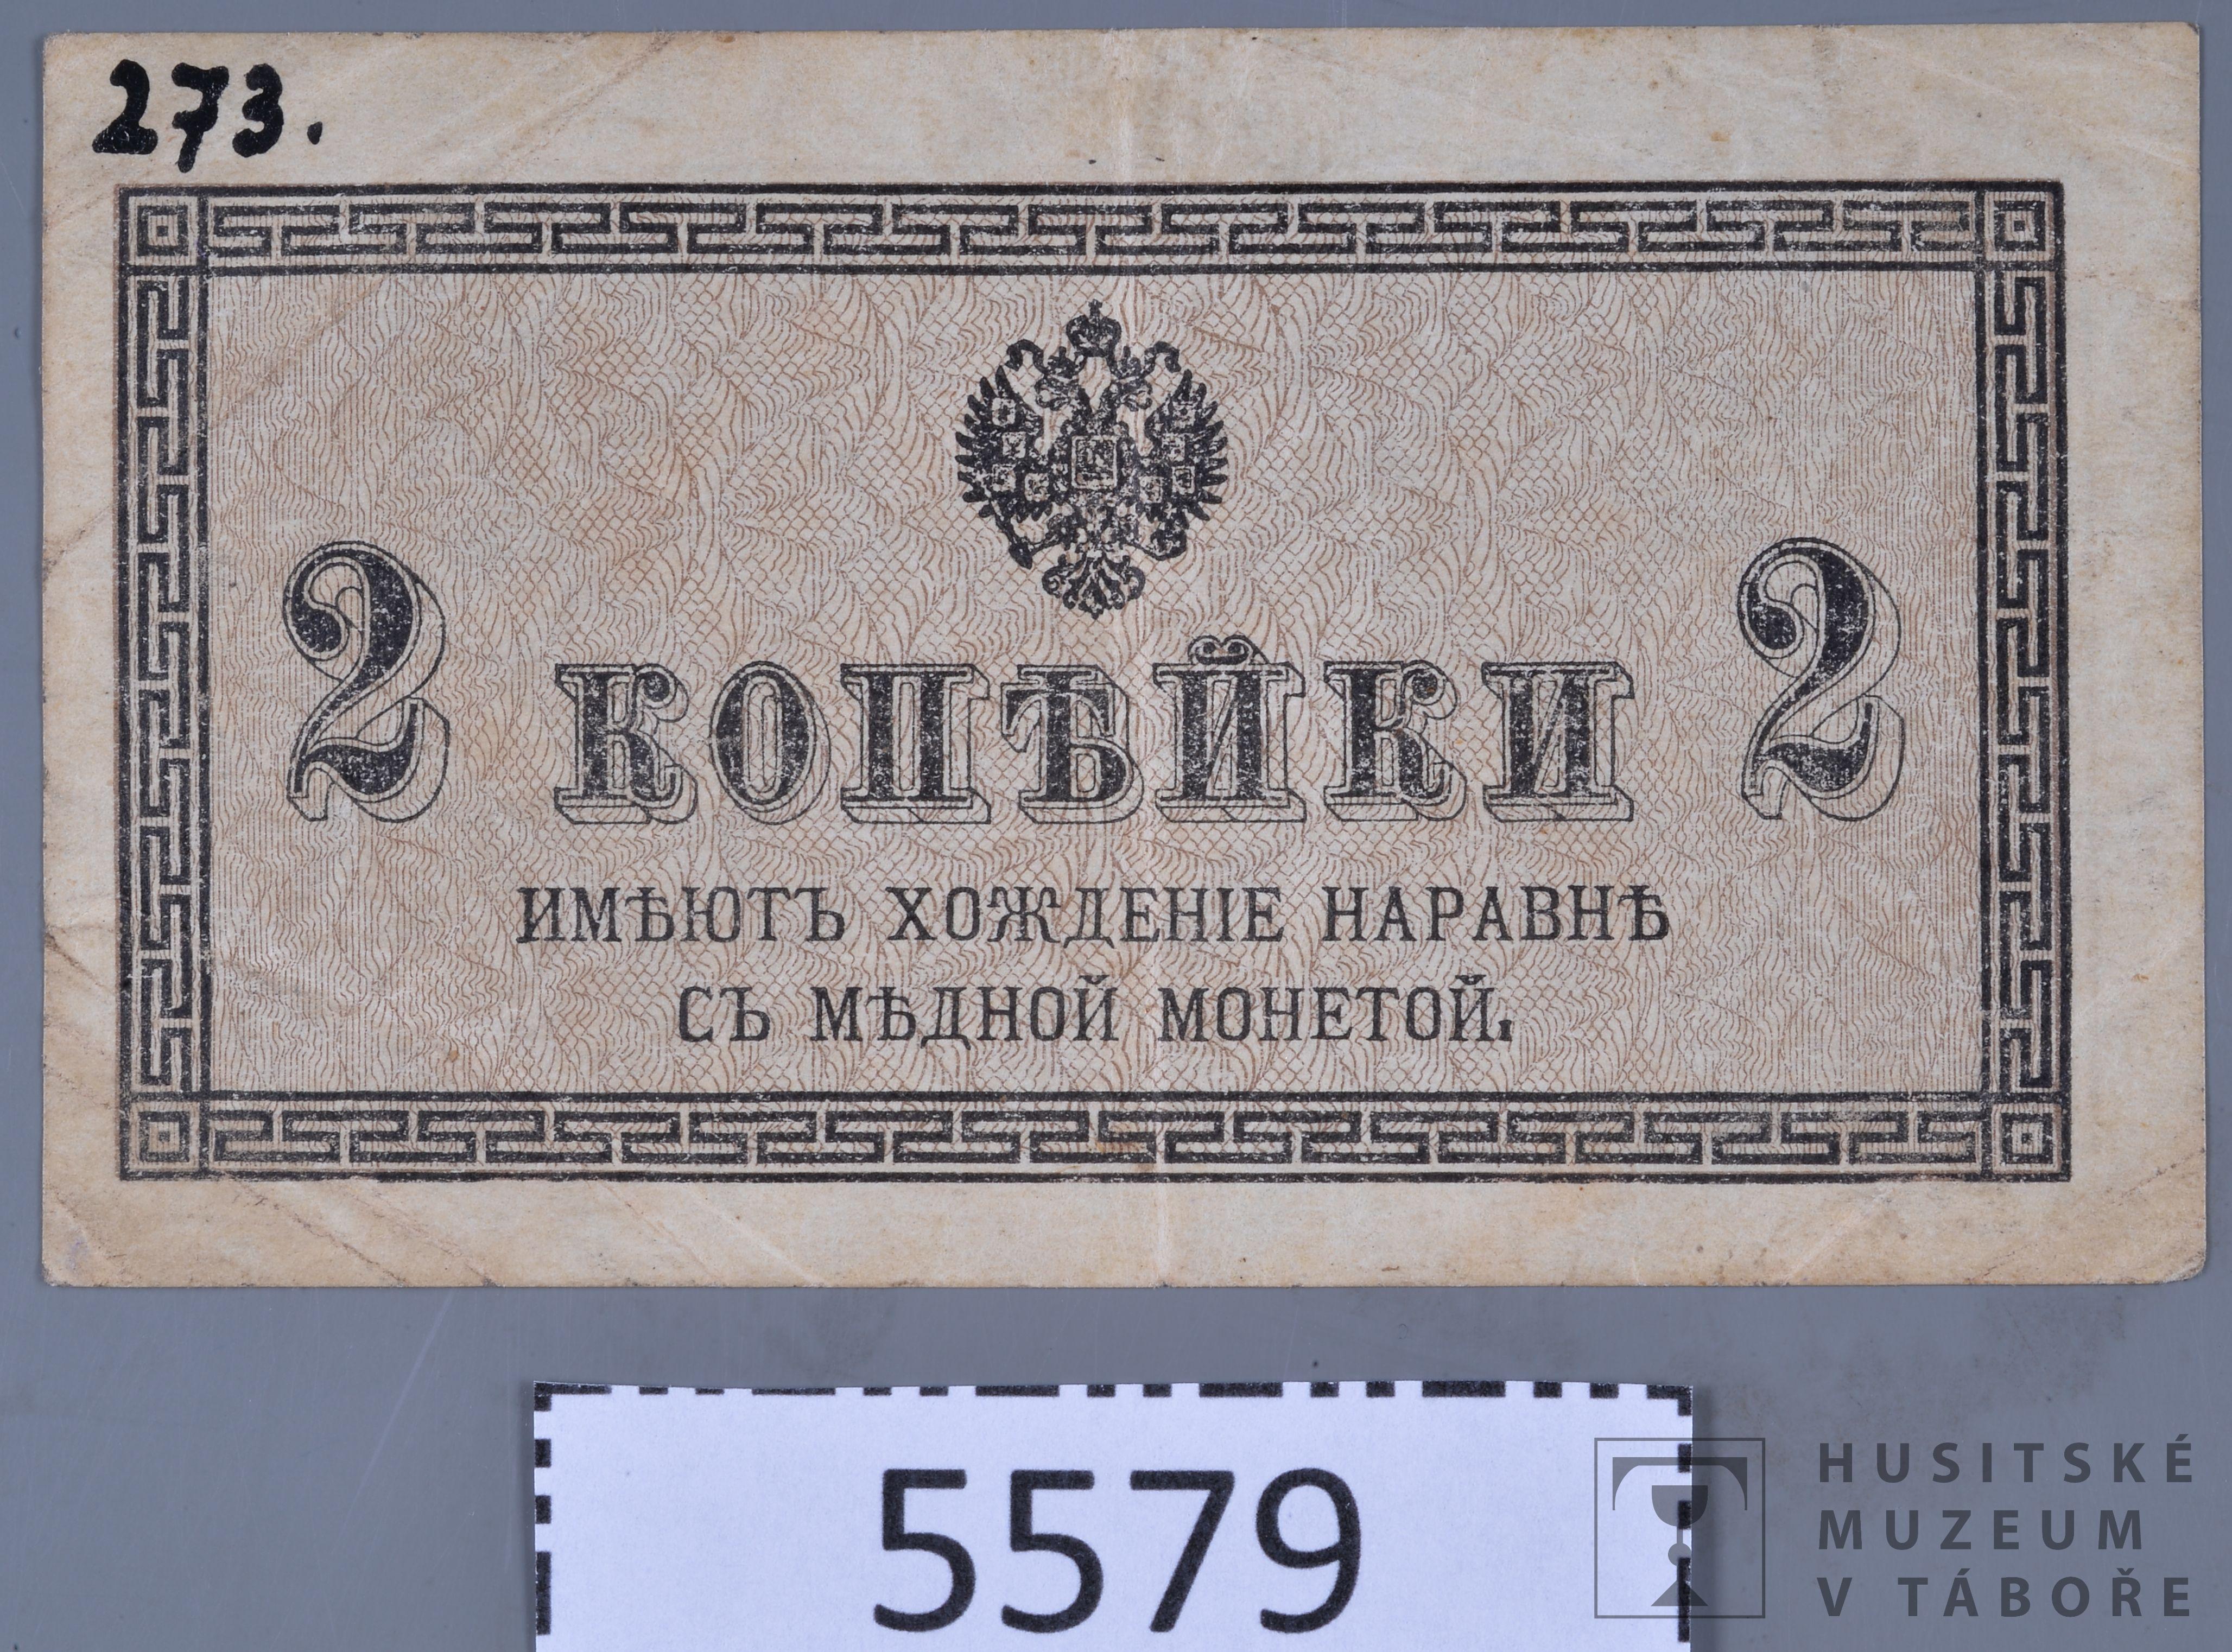 273.
2 КОПѢЙКИ 2
ИМѢЮТЪ ХОЖДЕНІЕ НАРАВНѢ
СЪ МѢДНОЙ МОНЕТОЙ.
5579
HUSITSKÉ
MUZEUM
V TÁBOŘE